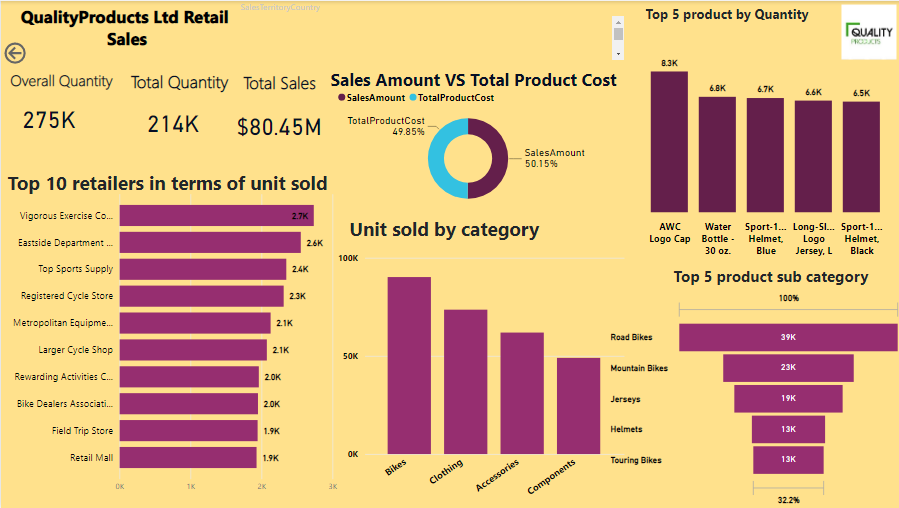 QualityProducts Ltd Retail
Sales
SalesTerritoryCountry
Overall Quantity
275K
Total Quantity
214K
Total Sales
$80.45M
Sales Amount VS Total Product Cost
SalesAmount TotalProductCost
TotalProductCost
49.85%
SalesAmount
50.15%
Top 5 product by Quantity
QUALITY
PRODUCTS
8.3K
6.8K
6.7K
6.6K
6.5K
AWC
Logo Cap
Water
Bottle -
30 oz.
Sport-1...
Helmet,
Blue
Long-Sl...
Logo
Jersey, L
Sport-1...
Helmet,
Black
Top 10 retailers in terms of unit sold
Vigorous Exercise Co... 2.7K
Eastside Department ... 2.6K
Top Sports Supply 2.4K
Registered Cycle Store 2.3K
Metropolitan Equipme... 2.1K
Larger Cycle Shop 2.1K
Rewarding Activities C... 2.0K
Bike Dealers Associati... 2.0K
Field Trip Store 1.9K
Retail Mall 1.9K
0K 1K 2K 3K
Unit sold by category
100K
50K
0K
Bikes
Clothing
Accessories
Components
Top 5 product sub category
100%
Road Bikes 39K
Mountain Bikes 23K
Jerseys 19K
Helmets 13K
Touring Bikes 13K
32.2%